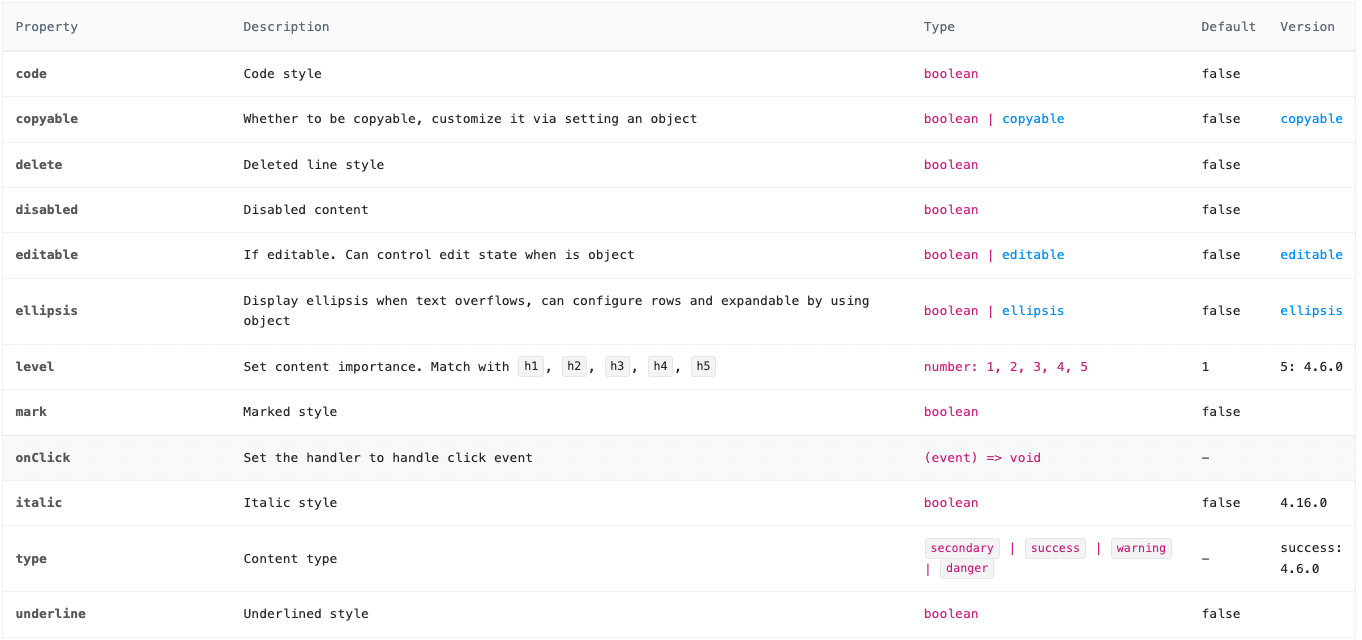 Property Description Type Default Version
code Code style boolean false
copyable Whether to be copyable, customize it via setting an object boolean | copyable false copyable
delete Deleted line style boolean false
disabled Disabled content boolean false
editable If editable. Can control edit state when is object boolean | editable false editable
ellipsis Display ellipsis when text overflows, can configure rows and expandable by using
object boolean | ellipsis false ellipsis
level Set content importance. Match with h1, h2, h3, h4, h5 number: 1, 2, 3, 4, 5 1 5: 4.6.0
mark Marked style boolean false
onClick Set the handler to handle click event (event) => void –
italic Italic style boolean false 4.16.0
type Content type secondary | success | warning
| danger – success:
4.6.0
underline Underlined style boolean false